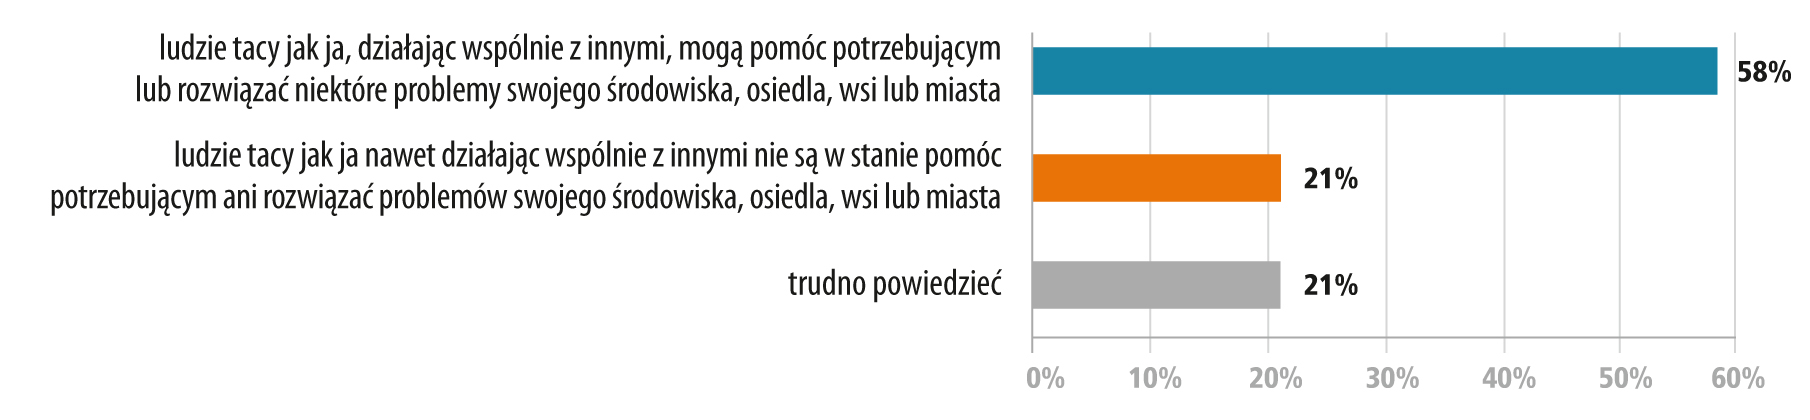 ludzie tacy jak ja, działając wspólnie z innymi, mogą pomóc potrzebującym
lub rozwiązać niektóre problemy swojego środowiska, osiedla, wsi lub miasta
58%
ludzie tacy jak ja nawet działając wspólnie z innymi nie są w stanie pomóc
potrzebującym ani rozwiązać problemów swojego środowiska, osiedla, wsi lub miasta
21%
trudno powiedzieć
21%
0% 10% 20% 30% 40% 50% 60%